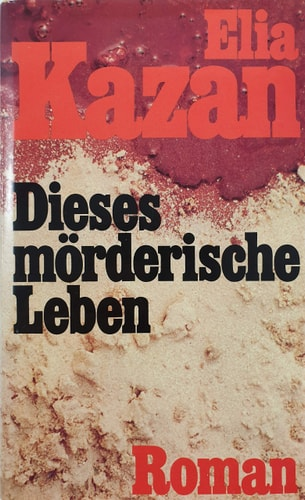 Elia
Kazan
Dieses
mörderische
Leben
Roman